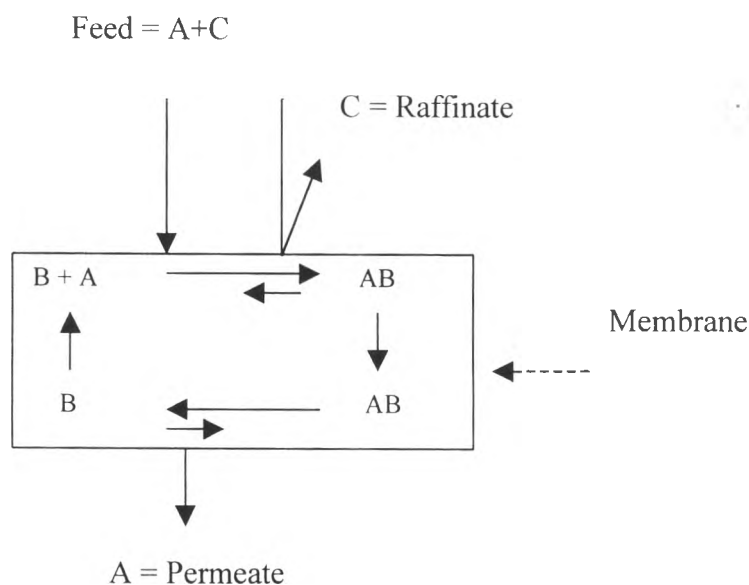 Feed = A+C
C = Raffinate
B + A
AB
Membrane
B
AB
A = Permeate